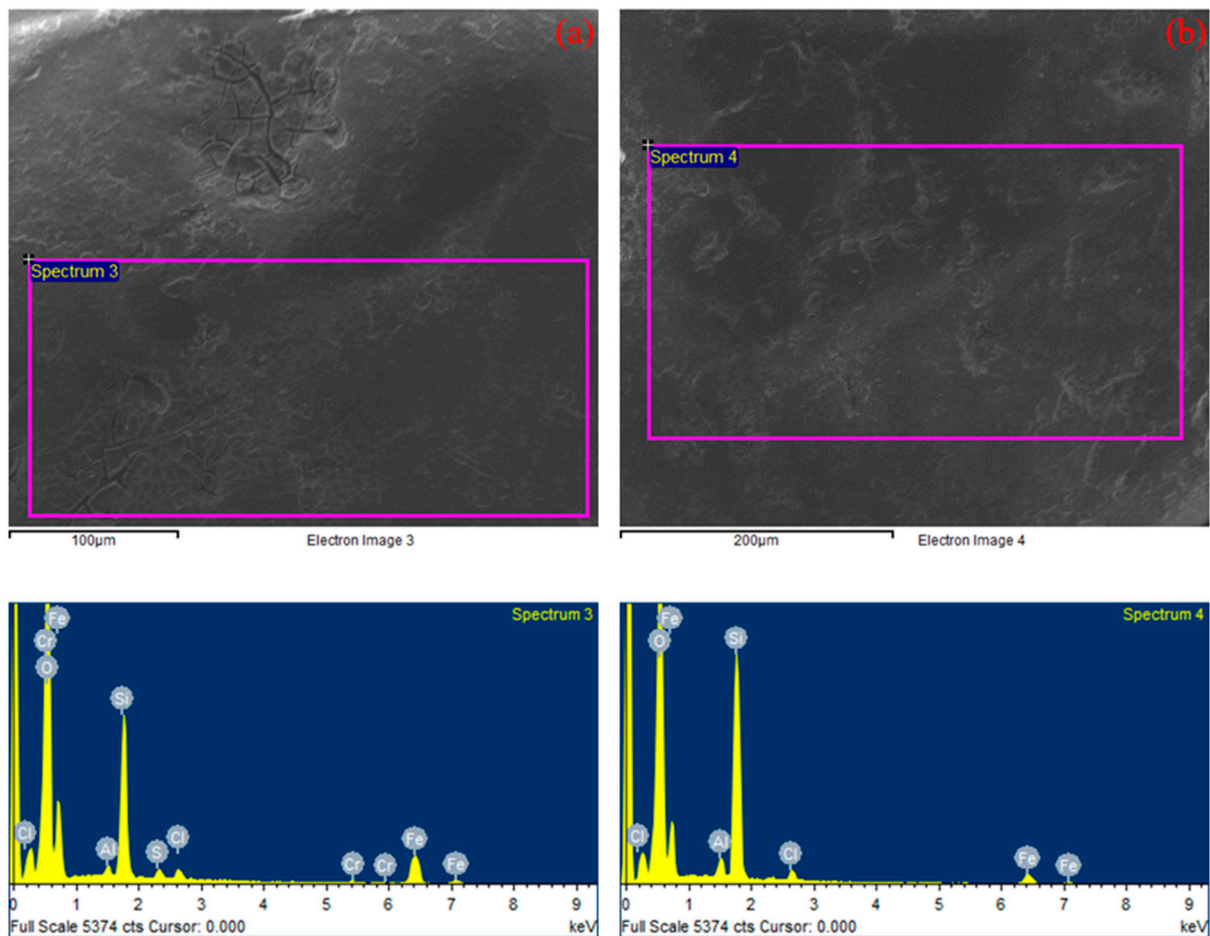 (a)
Spectrum 3
100μm
Electron Image 3
(b)
Spectrum 4
200μm
Electron Image 4
Spectrum 3
Fe
Cr
O
Si
Cl
Al
S
Cl
Cr
Cr
Fe
Fe
0 1 2 3 4 5 6 7 8 9
Full Scale 5374 cts Cursor: 0.000 keV
Spectrum 4
Fe
O
Si
Cl
Al
Cl
Fe
Fe
0 1 2 3 4 5 6 7 8 9
Full Scale 5374 cts Cursor: 0.000 keV